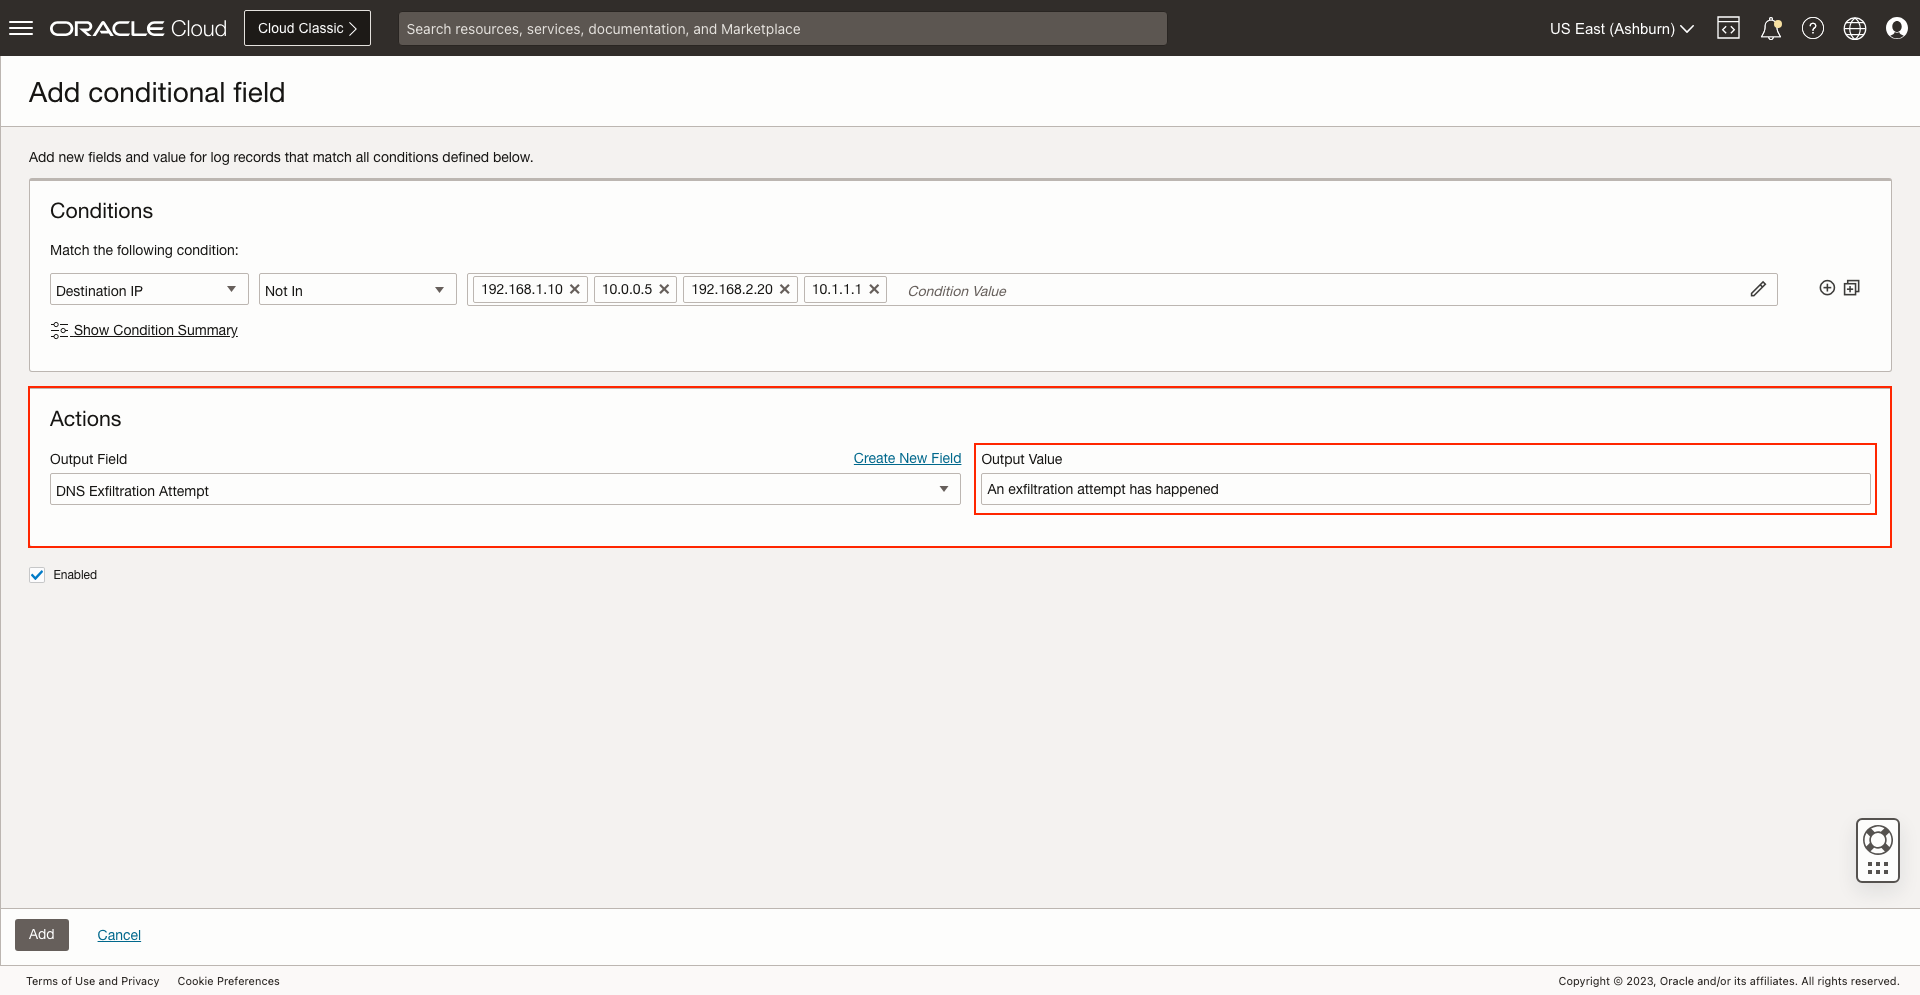 ORACLE Cloud
Cloud Classic
Search resources, services, documentation, and Marketplace
US East (Ashburn)
Add conditional field
Add new fields and value for log records that match all conditions defined below.
Conditions
Match the following condition:
Destination IP
Not In
192.168.1.10 10.0.0.5 192.168.2.20 10.1.1.1 Condition Value
Show Condition Summary
Actions
Output Field
Create New Field
Output Value
DNS Exfiltration Attempt
An exfiltration attempt has happened
Enabled
Add
Cancel
Terms of Use and Privacy
Cookie Preferences
Copyright © 2023, Oracle and/or its affiliates. All rights reserved.